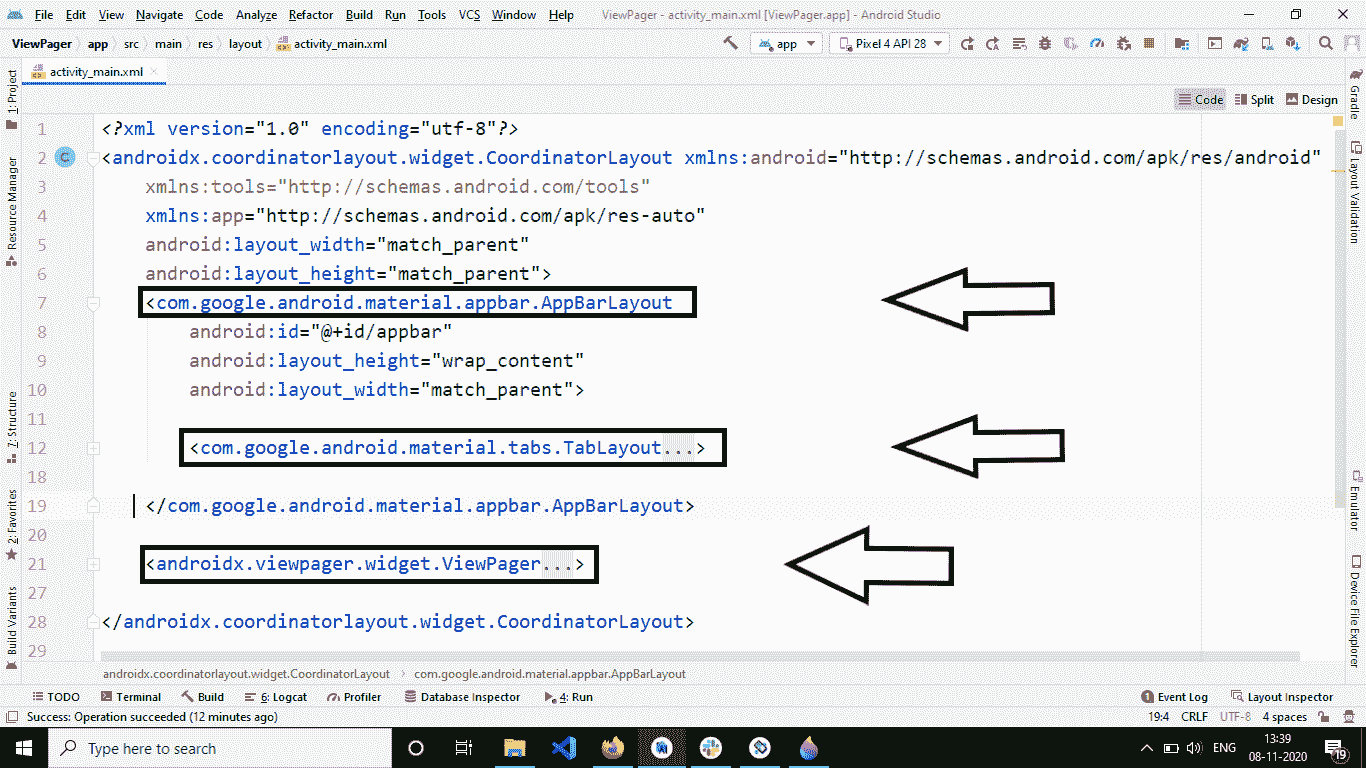 File Edit View Navigate Code Analyze Refactor Build Run Tools VCS Window Help ViewPager - activity_main.xml [ViewPager.app] - Android Studio
ViewPager app src main res layout activity_main.xml app Pixel 4 API 28
activity_main.xml
Code Split Design
1 <?xml version="1.0" encoding="utf-8"?>
2 <androidx.coordinatorlayout.widget.CoordinatorLayout xmlns:android="http://schemas.android.com/apk/res/android"
3 xmlns:tools="http://schemas.android.com/tools"
4 xmlns:app="http://schemas.android.com/apk/res-auto"
5 android:layout_width="match_parent"
6 android:layout_height="match_parent">
7 <com.google.android.material.appbar.AppBarLayout
8 android:id="@+id/appbar"
9 android:layout_height="wrap_content"
10 android:layout_width="match_parent">
11
12 <com.google.android.material.tabs.TabLayout...>
18
19 </com.google.android.material.appbar.AppBarLayout>
20
21 <androidx.viewpager.widget.ViewPager...>
27
28 </androidx.coordinatorlayout.widget.CoordinatorLayout>
29
1: Project
Resource Manager
7: Structure
2: Favorites
Build Variants
Gradle
Layout Validation
Emulator
Device File Explorer
androidx.coordinatorlayout.widget.CoordinatorLayout com.google.android.material.appbar.AppBarLayout
TODO Terminal Build 6: Logcat Profiler Database Inspector 4: Run 1 Event Log Layout Inspector
Success: Operation succeeded (12 minutes ago) 19:4 CRLF UTF-8 4 spaces
Type here to search ENG 13:39
08-11-2020 19